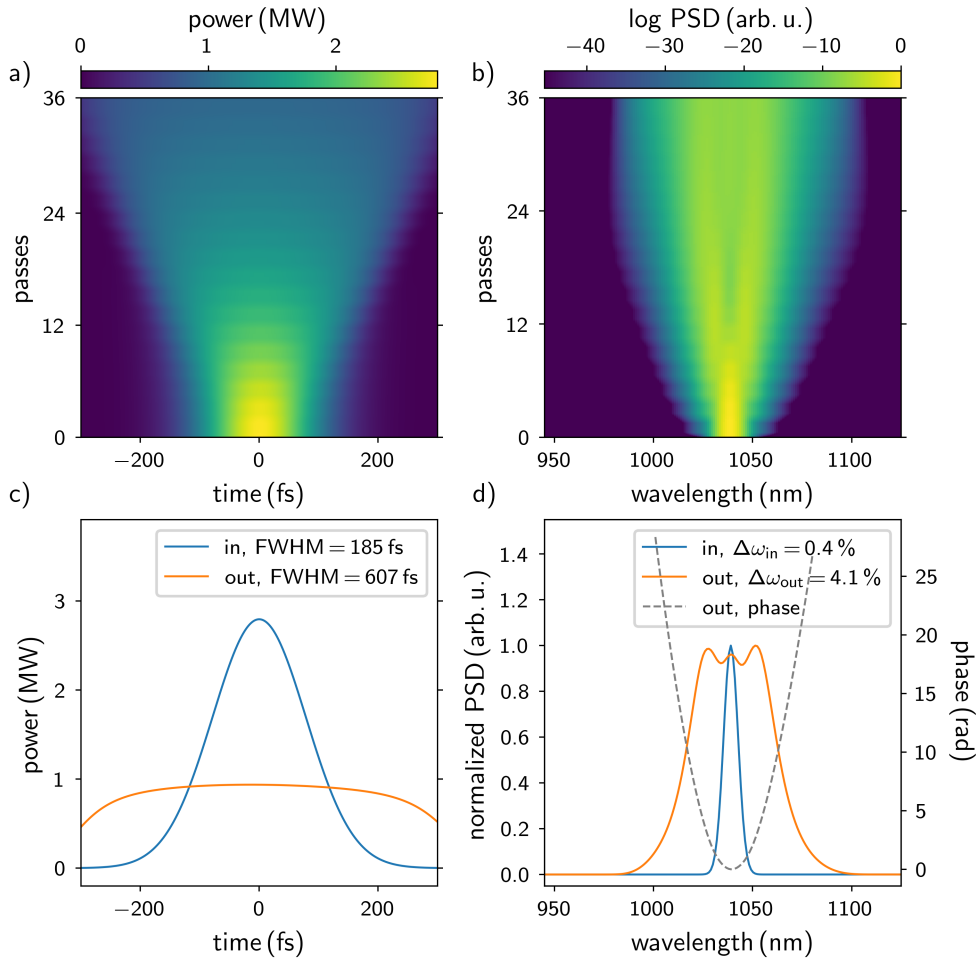 power (MW)
0 1 2
a)
36
24
12
0
passes
−200 0 200
time (fs)
log PSD (arb. u.)
−40 −30 −20 −10 0
b)
36
24
12
0
passes
950 1000 1050 1100
wavelength (nm)
c)
in, FWHM = 185 fs
out, FWHM = 607 fs
3
2
1
0
power (MW)
−200 0 200
time (fs)
d)
in, Δω_in = 0.4 %
out, Δω_out = 4.1 %
out, phase
1.4
1.2
1.0
0.8
0.6
0.4
0.2
0.0
normalized PSD (arb. u.)
25
20
15
10
5
0
phase (rad)
950 1000 1050 1100
wavelength (nm)